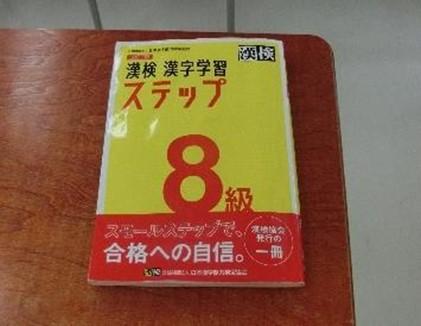 漢検
漢検 漢字学習
ステップ
8級
スモールステップで、
合格への自信。
漢検協会
発行の
一冊